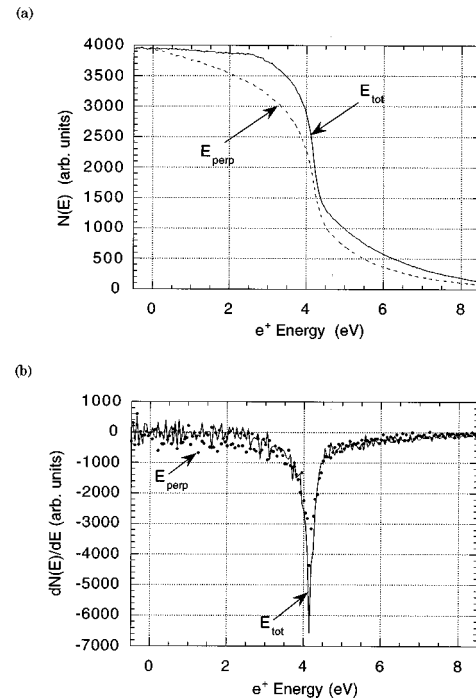 (a)
4000
3500
3000
2500
2000
1500
1000
500
0
N(E) (arb. units)
E_tot
E_perp
0 2 4 6 8
e⁺ Energy (eV)
(b)
1000
0
-1000
-2000
-3000
-4000
-5000
-6000
-7000
dN(E)/dE (arb. units)
E_perp
E_tot
0 2 4 6 8
e⁺ Energy (eV)